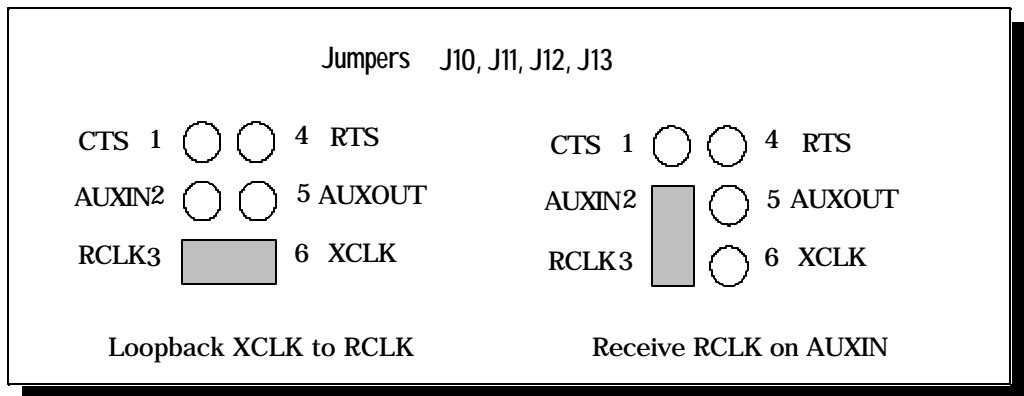 Jumpers J10, J11, J12, J13
CTS 1 4 RTS
AUXIN2 5 AUXOUT
RCLK3 6 XCLK
Loopback XCLK to RCLK
CTS 1 4 RTS
AUXIN2 5 AUXOUT
RCLK3 6 XCLK
Receive RCLK on AUXIN